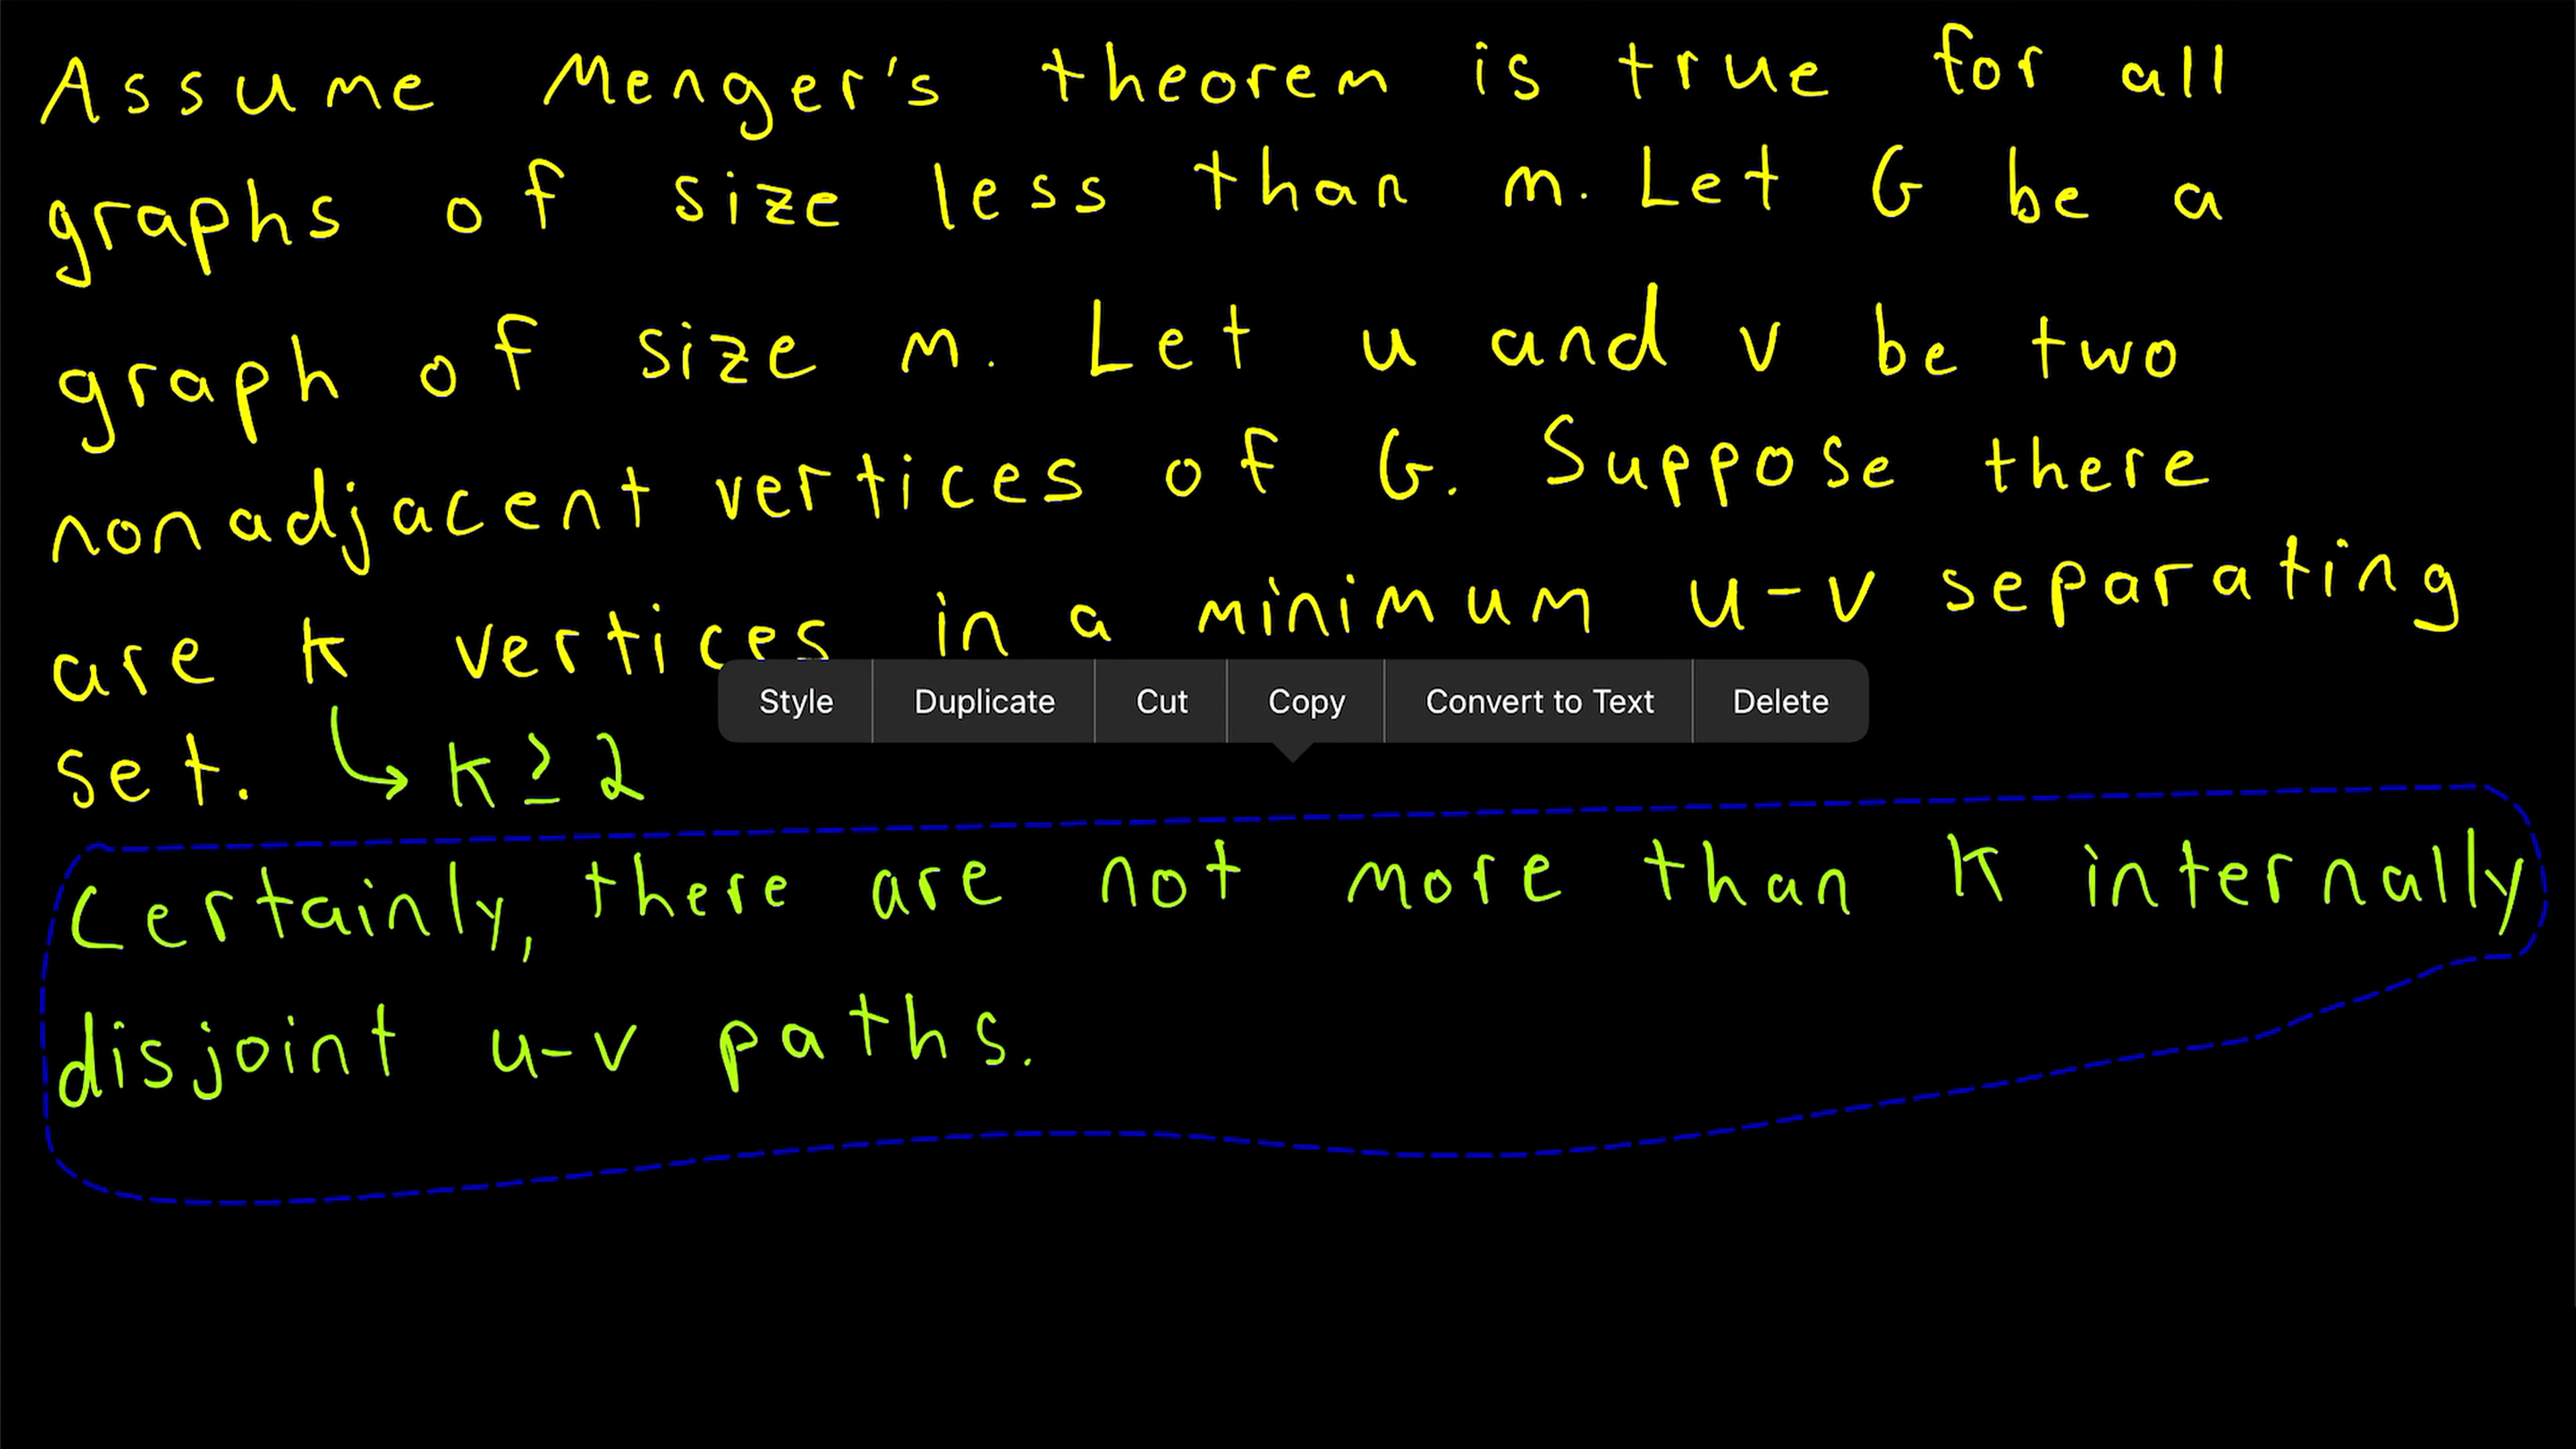 Assume Menger's theorem is true for all
graphs of size less than m. Let G be a
graph of size m. Let u and v be two
nonadjacent vertices of G. Suppose there
are k vertices in a minimum u-v separating
Style Duplicate Cut Copy Convert to Text Delete
set. k ≥ 2
Certainly, there are not more than k internally
disjoint u-v paths.